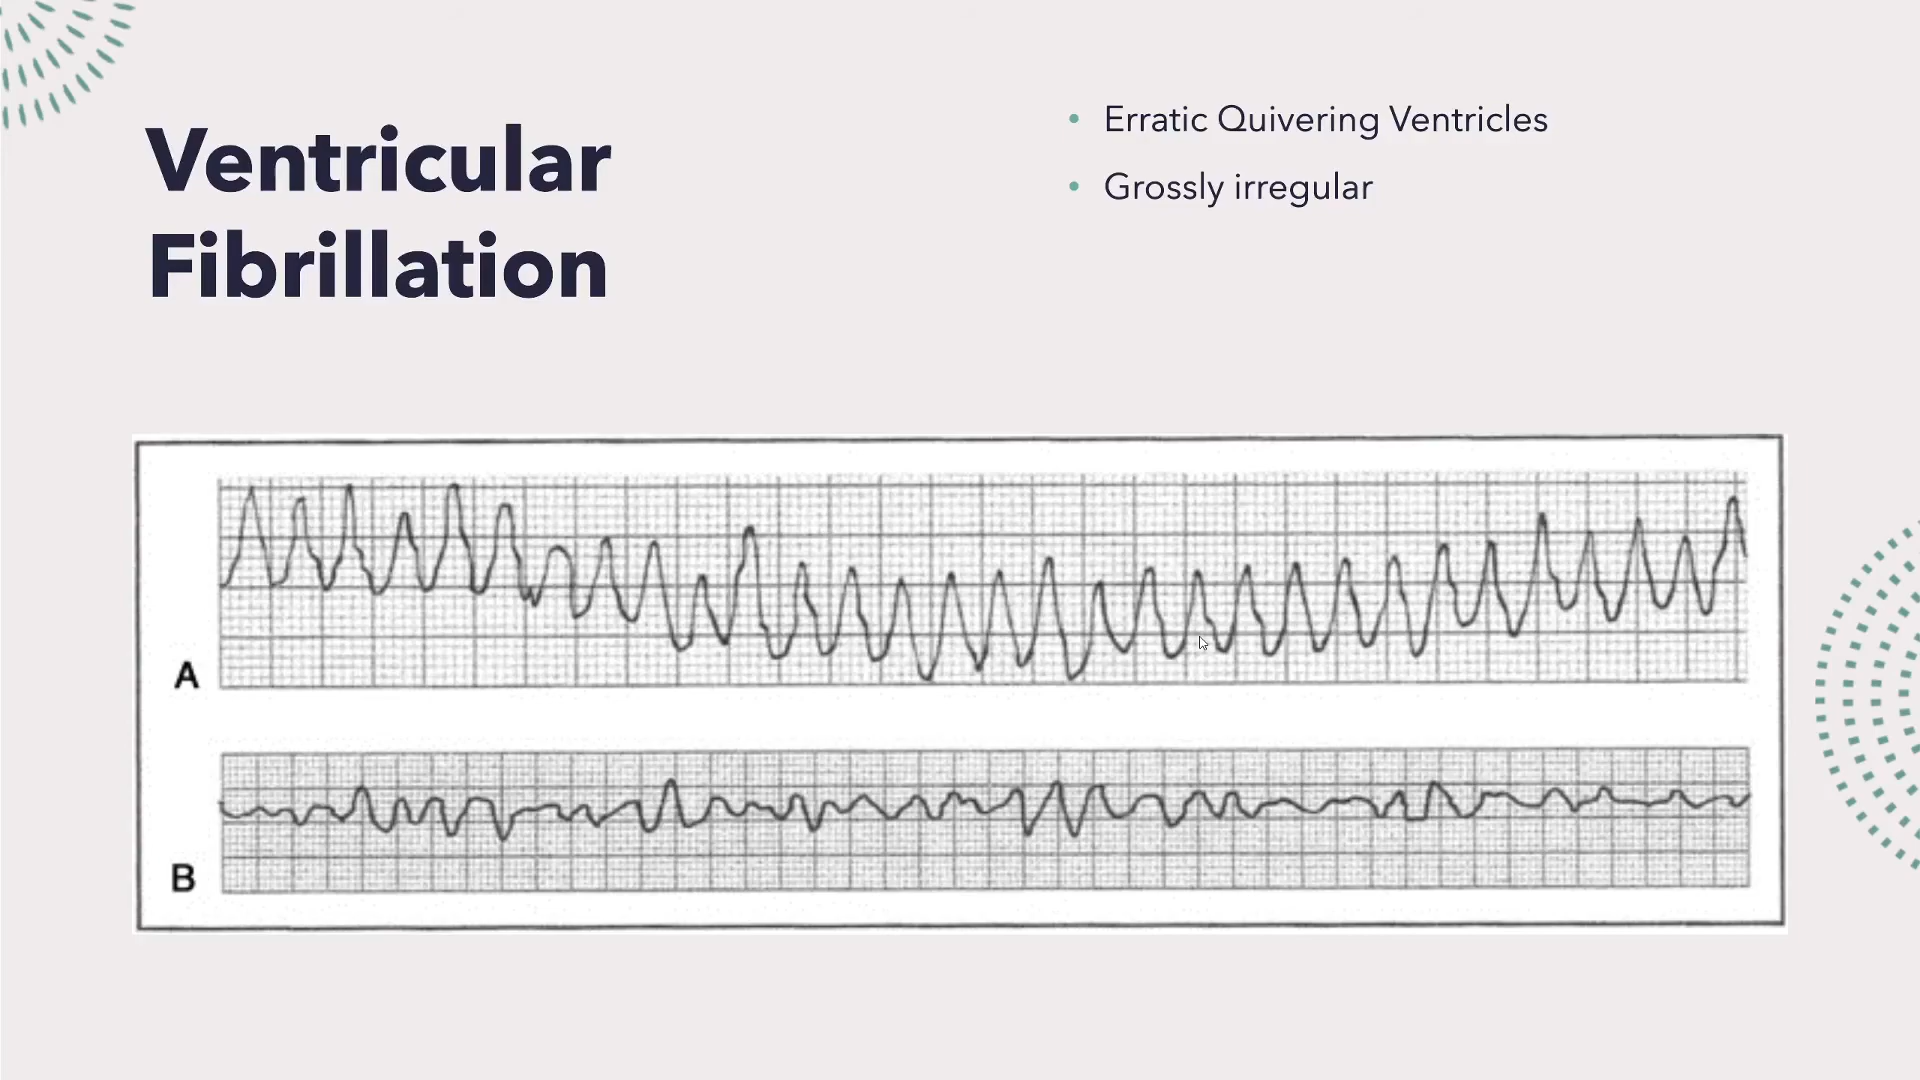 Ventricular
Fibrillation
• Erratic Quivering Ventricles
• Grossly irregular
A
B